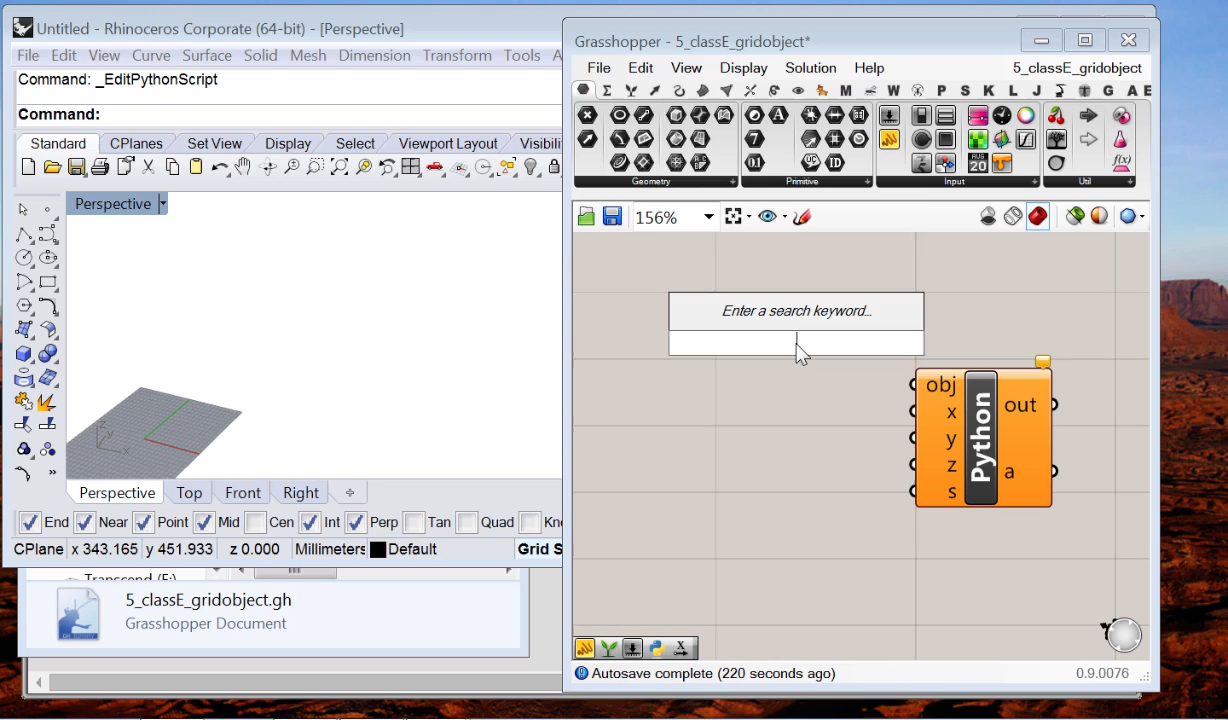 Untitled - Rhinoceros Corporate (64-bit) - [Perspective]
File Edit View Curve Surface Solid Mesh Dimension Transform Tools A
Command: _EditPythonScript
Command:
Standard CPlanes Set View Display Select Viewport Layout Visibili
Perspective
z
y
x
Perspective Top Front Right
End Near Point Mid Cen Int Perp Tan Quad Kn
CPlane x 343.165 y 451.933 z 0.000 Millimeters Default Grid S
Transcend (F:)
5_classE_gridobject.gh
Grasshopper Document
Grasshopper - 5_classE_gridobject*
File Edit View Display Solution Help 5_classE_gridobject
M W P S K L J G A E
Geometry Primitive Input Util
156%
Enter a search keyword...
obj
x
y
z
s
Python
out
a
Autosave complete (220 seconds ago) 0.9.0076